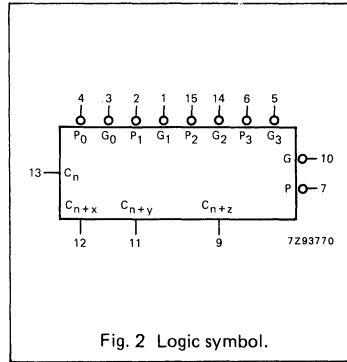 4 3 2 1 15 14 6 5
P0 G0 P1 G1 P2 G2 P3 G3
G 10
13 Cn
P 7
Cn+x Cn+y Cn+z
12 11 9 7Z93770
Fig. 2 Logic symbol.